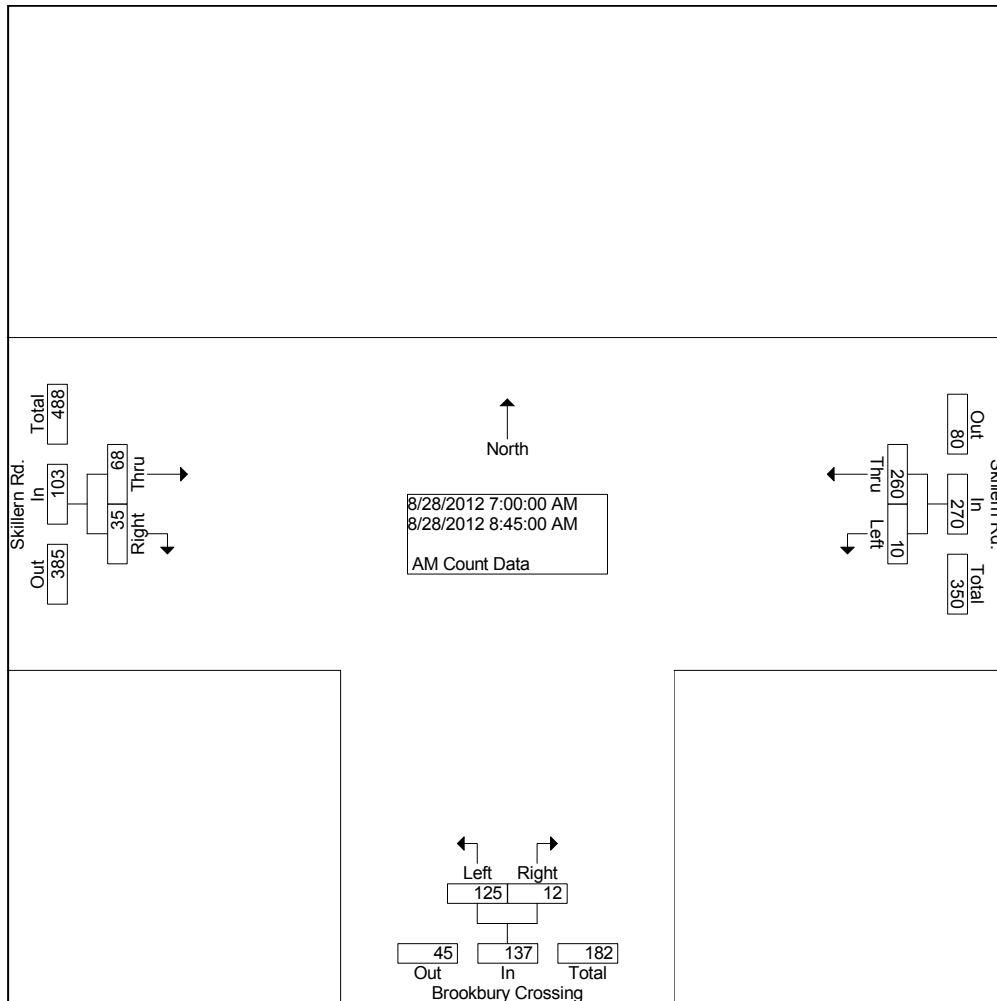 North
8/28/2012 7:00:00 AM
8/28/2012 8:45:00 AM
AM Count Data
Skillern Rd.
Total 488
In 103
Out 385
68 Thru
35 Right
Skillern Rd.
Out 80
In 270
Total 350
Thru 260
Left 10
Left Right
125 12
45 137 182
Out In Total
Brookbury Crossing